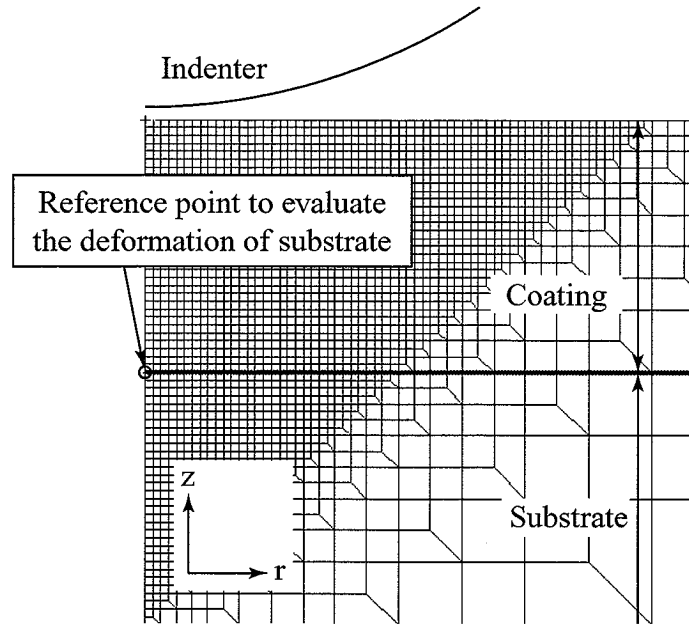 Indenter
Reference point to evaluate
the deformation of substrate
Coating
z
Substrate
r